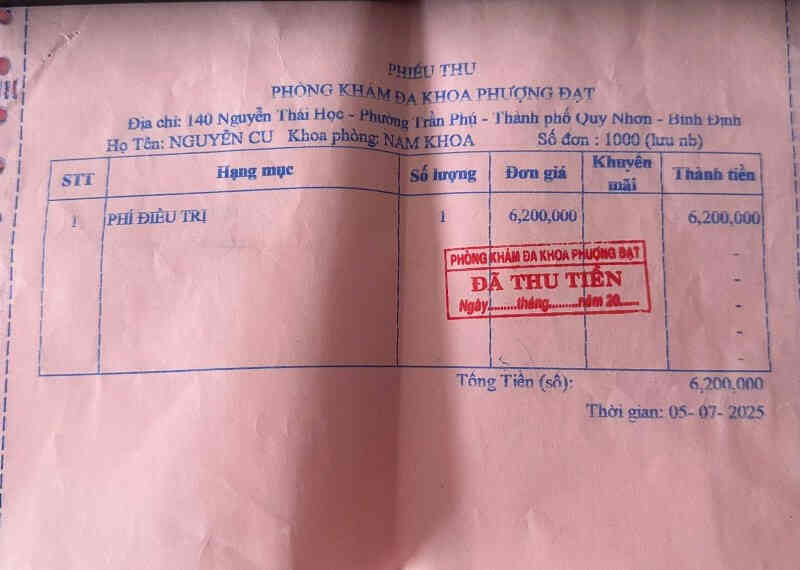 PHIẾU THU
PHÒNG KHÁM ĐA KHOA PHƯỢNG ĐẠT
Địa chỉ: 140 Nguyễn Thái Học - Phường Trần Phú - Thành phố Quy Nhơn - Bình Định
Họ Tên: NGUYỄN CU Khoa phòng: NAM KHOA Số đơn : 1000 (lưu nb)
STT Hạng mục Số lượng Đơn giá Khuyên mãi Thành tiền
1 PHÍ ĐIỀU TRỊ 1 6,200,000 6,200,000
-
-
-
-
-
PHÒNG KHÁM ĐA KHOA PHƯỢNG ĐẠT
ĐÃ THU TIỀN
Ngày.........tháng.........năm 20......
Tổng Tiền (số): 6,200,000
Thời gian: 05- 07- 2025